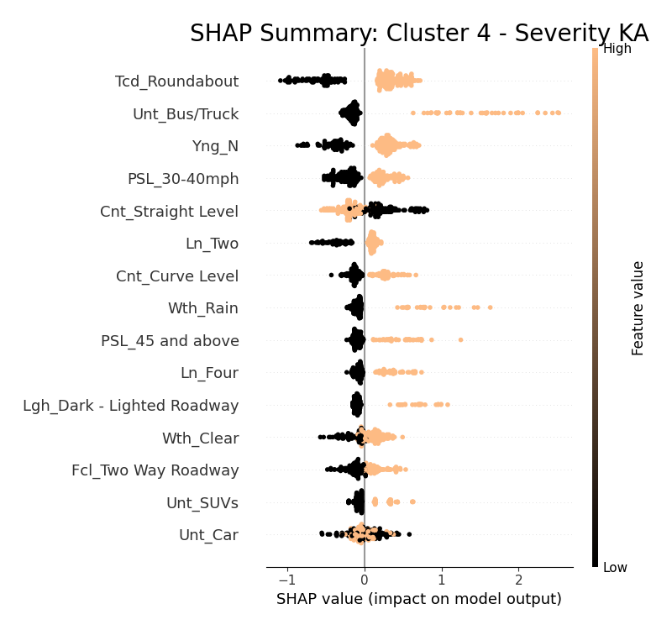 SHAP Summary: Cluster 4 - Severity KA
High
Tcd_Roundabout
Unt_Bus/Truck
Yng_N
PSL_30-40mph
Cnt_Straight Level
Ln_Two
Cnt_Curve Level
Wth_Rain
PSL_45 and above
Ln_Four
Lgh_Dark - Lighted Roadway
Wth_Clear
Fcl_Two Way Roadway
Unt_SUVs
Unt_Car
Feature value
Low
−1 0 1 2
SHAP value (impact on model output)